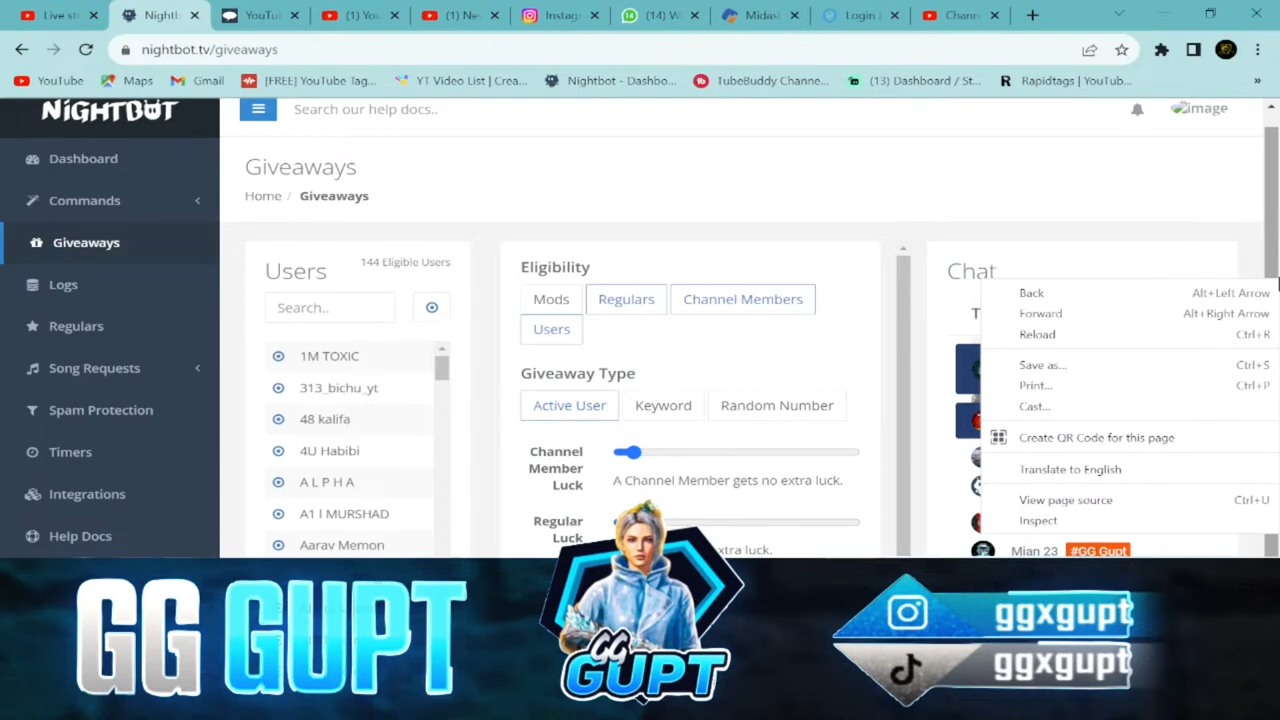 Live st
Nightb
YouTu
(1) You
(1) Ne
Instag
(14) W
Midas
Login |
Chann
nightbot.tv/giveaways
YouTube
Maps
Gmail
[FREE] YouTube Tag...
YT Video List | Crea...
Nightbot - Dashbo...
TubeBuddy Channe...
(13) Dashboard / St...
Rapidtags | YouTub...
»
NIGHTBOT
Search our help docs..
image
Dashboard
Commands
Giveaways
Logs
Regulars
Song Requests
Spam Protection
Timers
Integrations
Help Docs
Giveaways
Home / Giveaways
Users
144 Eligible Users
Search..
1M TOXIC
313_bichu_yt
48 kalifa
4U Habibi
A L P H A
A1 l MURSHAD
Aarav Memon
Eligibility
Mods
Regulars
Channel Members
Users
Giveaway Type
Active User
Keyword
Random Number
Channel
Member
Luck
A Channel Member gets no extra luck.
Regular
Luck
extra luck.
Chat
T
Back Alt+Left Arrow
Forward Alt+Right Arrow
Reload Ctrl+R
Save as... Ctrl+S
Print... Ctrl+P
Cast...
Create QR Code for this page
Translate to English
View page source Ctrl+U
Inspect
Mian 23 #GG Gupt
GG GUPT
GG
GUPT
ggxgupt
ggxgupt